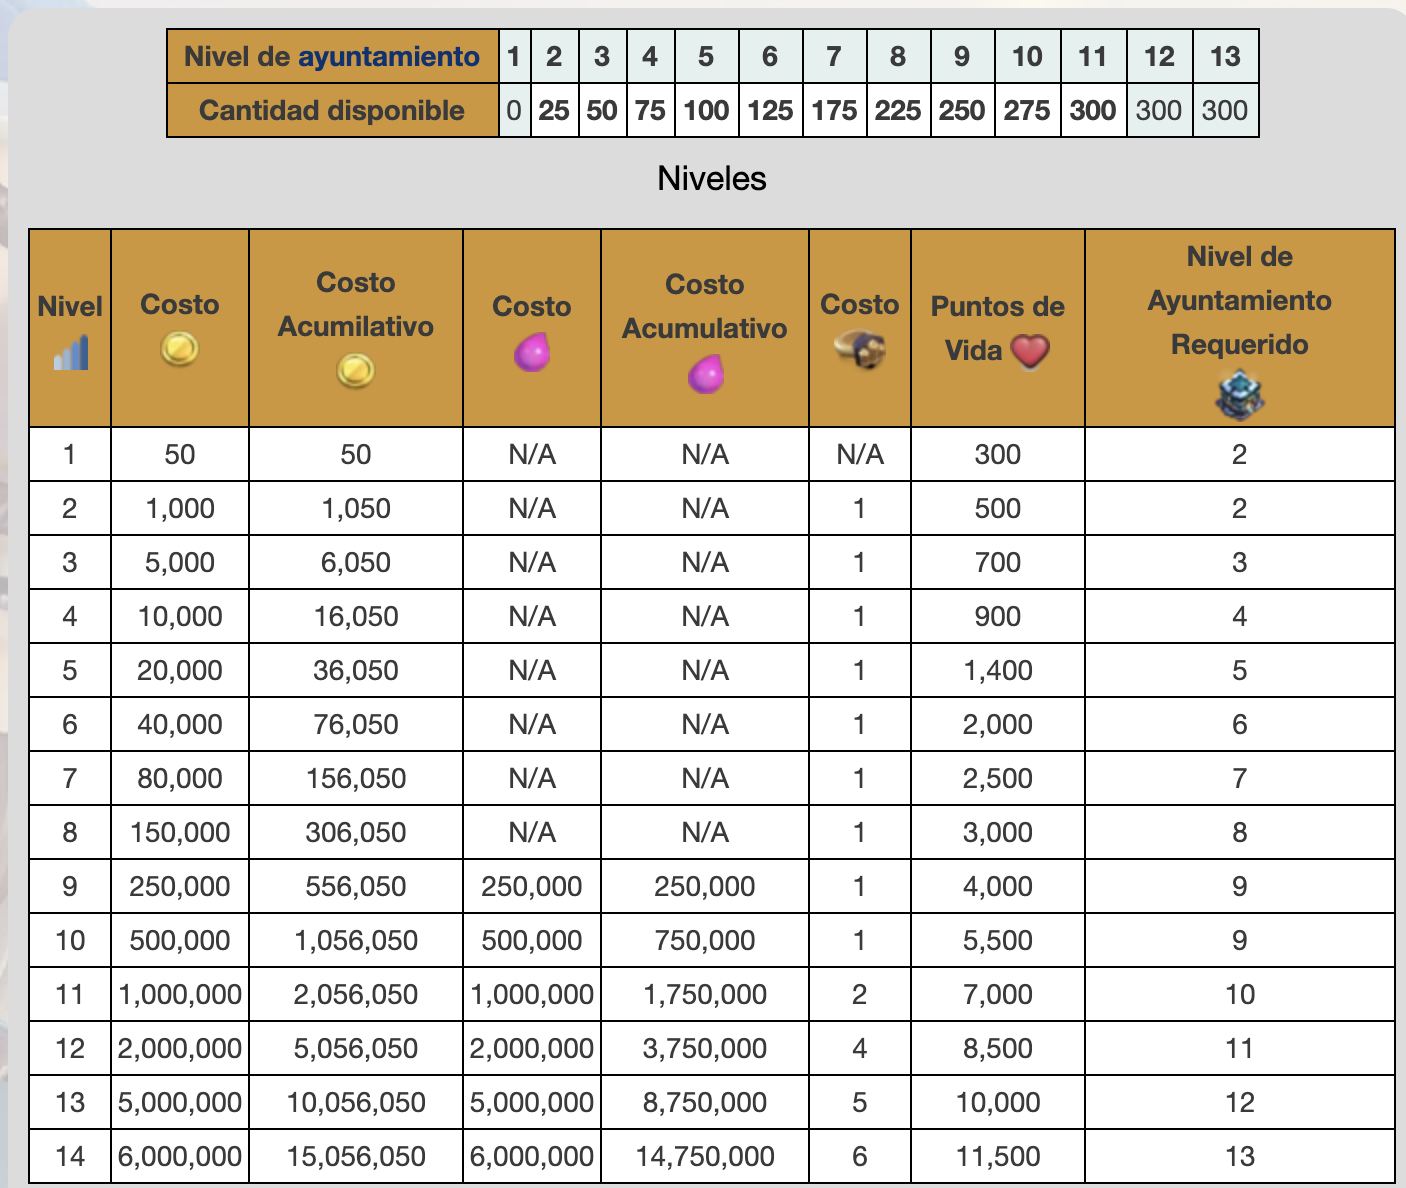 Nivel de ayuntamiento 1 2 3 4 5 6 7 8 9 10 11 12 13
Cantidad disponible 0 25 50 75 100 125 175 225 250 275 300 300 300
Niveles
Nivel Costo Costo Acumilativo Costo Costo Acumulativo Costo Puntos de Vida Nivel de Ayuntamiento Requerido
1 50 50 N/A N/A N/A 300 2
2 1,000 1,050 N/A N/A 1 500 2
3 5,000 6,050 N/A N/A 1 700 3
4 10,000 16,050 N/A N/A 1 900 4
5 20,000 36,050 N/A N/A 1 1,400 5
6 40,000 76,050 N/A N/A 1 2,000 6
7 80,000 156,050 N/A N/A 1 2,500 7
8 150,000 306,050 N/A N/A 1 3,000 8
9 250,000 556,050 250,000 250,000 1 4,000 9
10 500,000 1,056,050 500,000 750,000 1 5,500 9
11 1,000,000 2,056,050 1,000,000 1,750,000 2 7,000 10
12 2,000,000 5,056,050 2,000,000 3,750,000 4 8,500 11
13 5,000,000 10,056,050 5,000,000 8,750,000 5 10,000 12
14 6,000,000 15,056,050 6,000,000 14,750,000 6 11,500 13